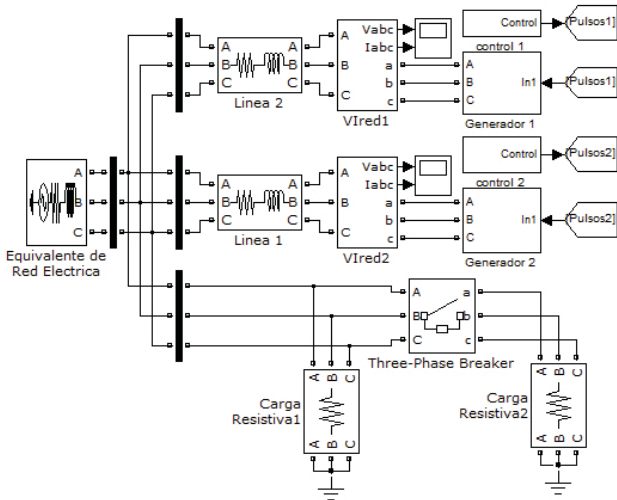 Vabc
Iabc
A
B
C
A
B
C
A
B
C
a
b
c
Linea 2
VIred1
Control
[Pulsos1]
control 1
A
B
C
In1
[Pulsos1]
Generador 1
A
B
C
Equivalente de
Red Electrica
A
B
C
A
B
C
Linea 1
Vabc
Iabc
A
B
C
a
b
c
VIred2
Control
[Pulsos2]
control 2
A
B
C
In1
[Pulsos2]
Generador 2
A
B
C
a
b
c
Three-Phase Breaker
A B C
Carga
Resistiva1
A B C
A B C
Carga
Resistiva2
A B C